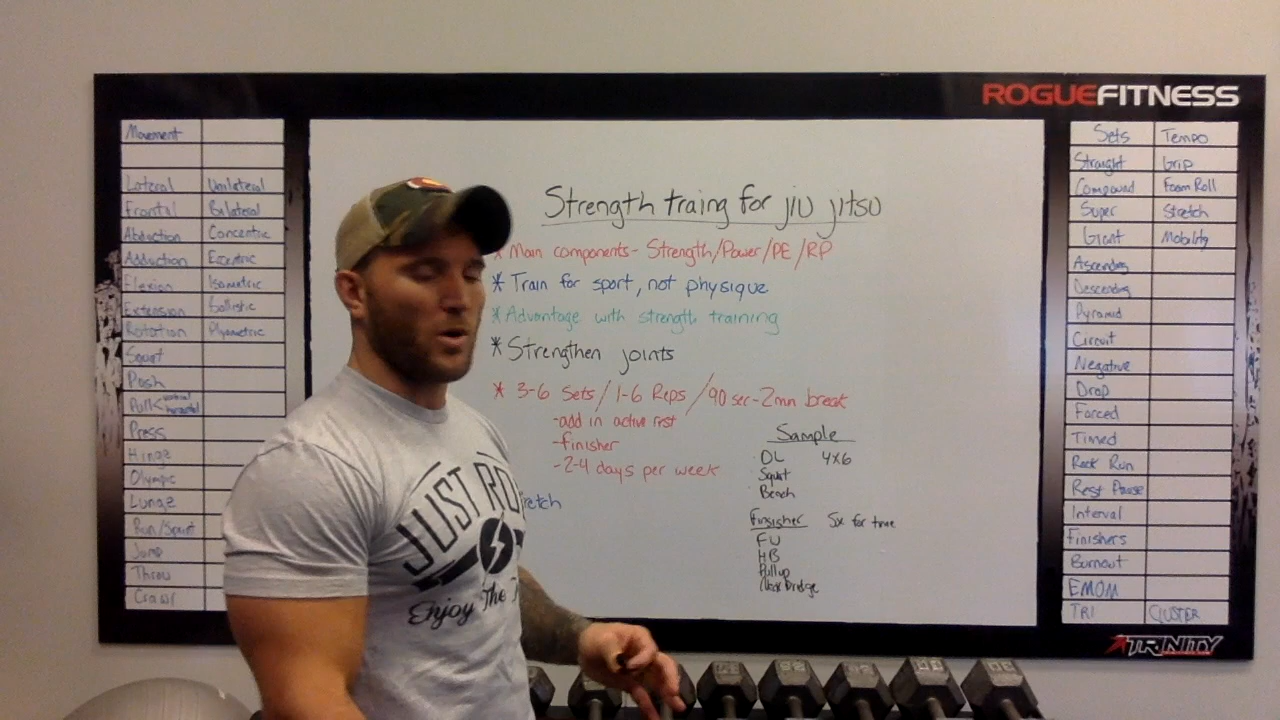 ROGUEFITNESS
Movement
Lateral Unilateral
Frontal Bilateral
Abduction Concentric
Adduction Eccentric
Flexion Isometric
Extension Ballistic
Rotation Plyometric
Squat
Push
Pull vertical horizontal
Press
Hinge
Olympic
Lunge
Run/Sprint
Jump
Throw
Crawl
Strength traing for jiu jitsu
* Main components- Strength/Power/PE/RP
* Train for sport, not physique
* Advantage with strength training
* Strengthen joints
* 3-6 Sets/1-6 Reps/90 sec-2mn break
-add in active rest
-finisher
-2-4 days per week
retch
Sample
DL 4x6
Squat
Bench
5x for time
FU
HB
Pullup
Sets Tempo
Straight Grip
Compound Foam Roll
Super Stretch
Giant Mobility
Ascending
Descending
Pyramid
Circuit
Negative
Drop
Forced
Timed
Rack Run
Rest Pause
Interval
Finishers
Burnout
EMOM
TRI CLUSTER
TRINITY
JUST RO
Enjoy The